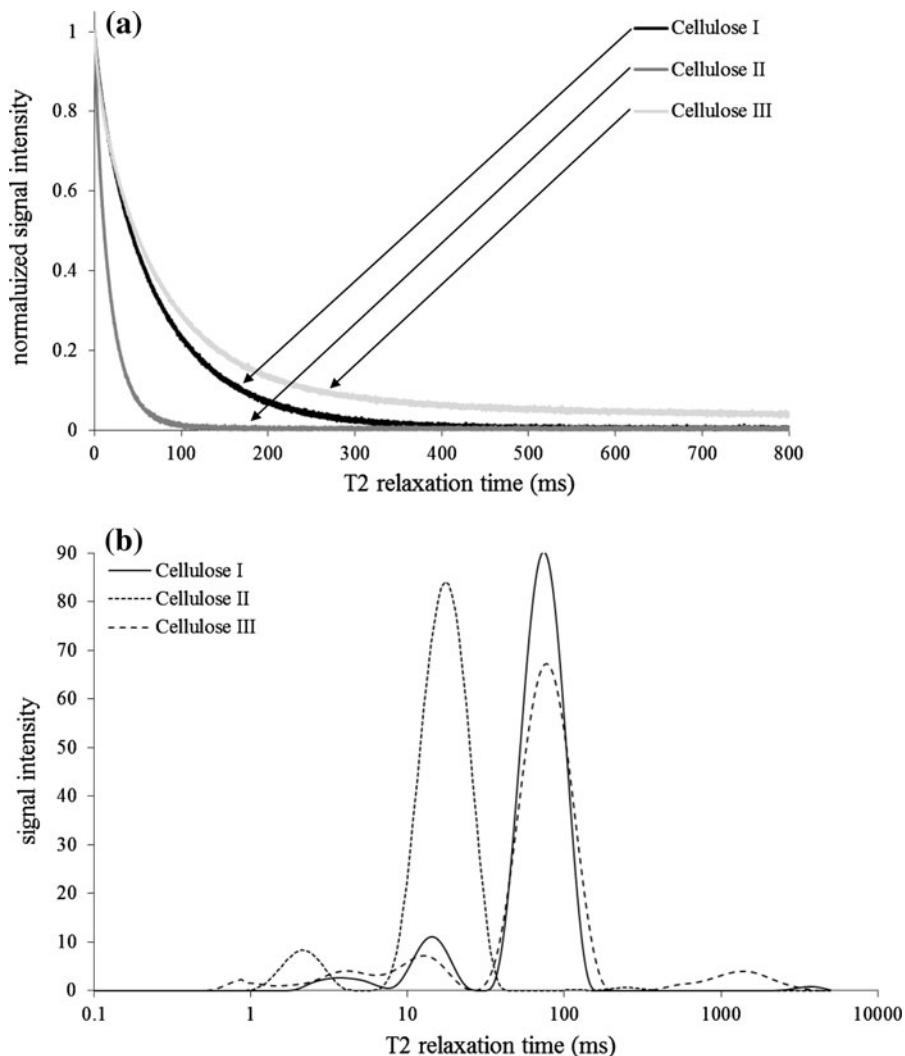 (a)
1
0.8
0.6
0.4
0.2
0
normaluized signal intensity
0 100 200 300 400 500 600 700 800
T2 relaxation time (ms)
Cellulose I
Cellulose II
Cellulose III
(b)
90
80
70
60
50
40
30
20
10
0
signal intensity
Cellulose I
Cellulose II
Cellulose III
0.1 1 10 100 1000 10000
T2 relaxation time (ms)